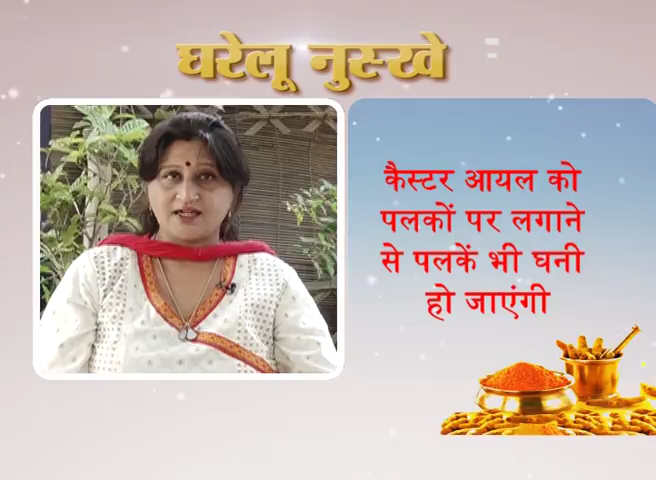 घरेलू नुस्खे
कैस्टर आयल को
पलकों पर लगाने
से पलकें भी घनी
हो जाएंगी